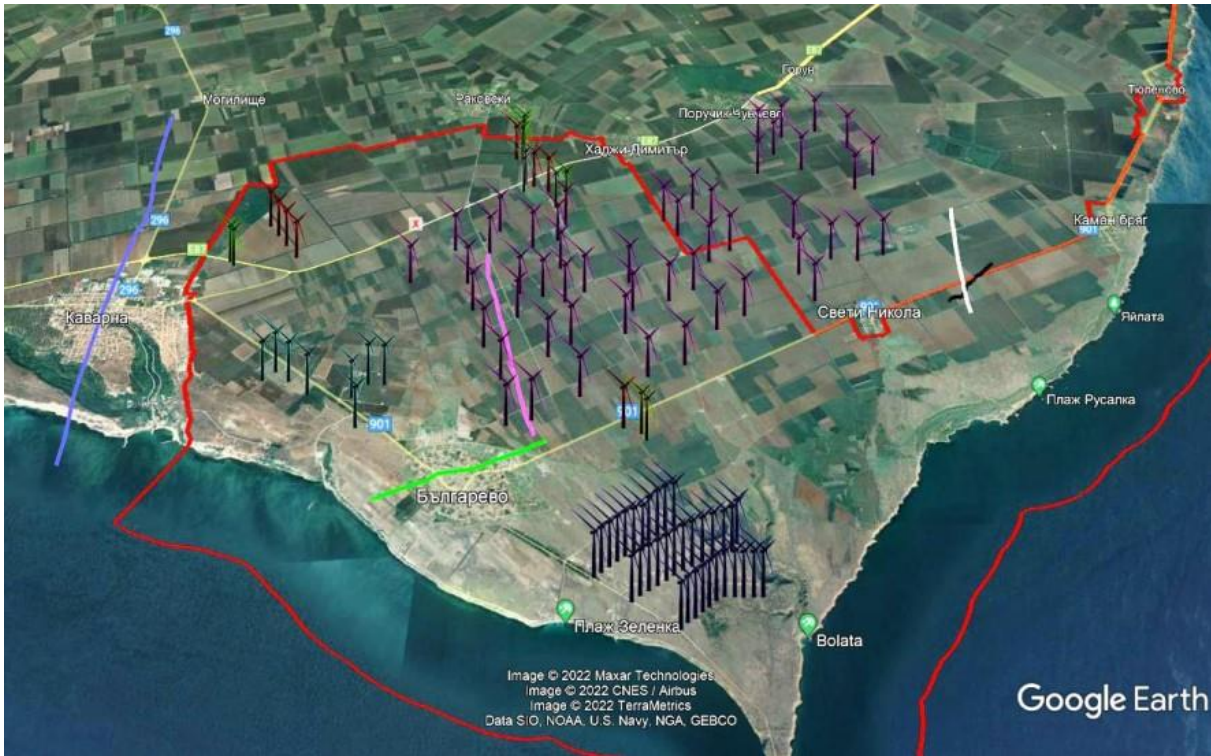 296
Могилище
Раковски
Горун
Тюленово
Поручик Чунчево
Хаджи Димитър
296
E87
Х
Камен бряг
901
296
Каварна
901
Свети Никола
Яйлата
Плаж Русалка
901
901
Българево
Плаж Зеленка
Bolata
Image © 2022 Maxar Technologies
Image © 2022 CNES / Airbus
Image © 2022 TerraMetrics
Data SIO, NOAA, U.S. Navy, NGA, GEBCO
Google Earth